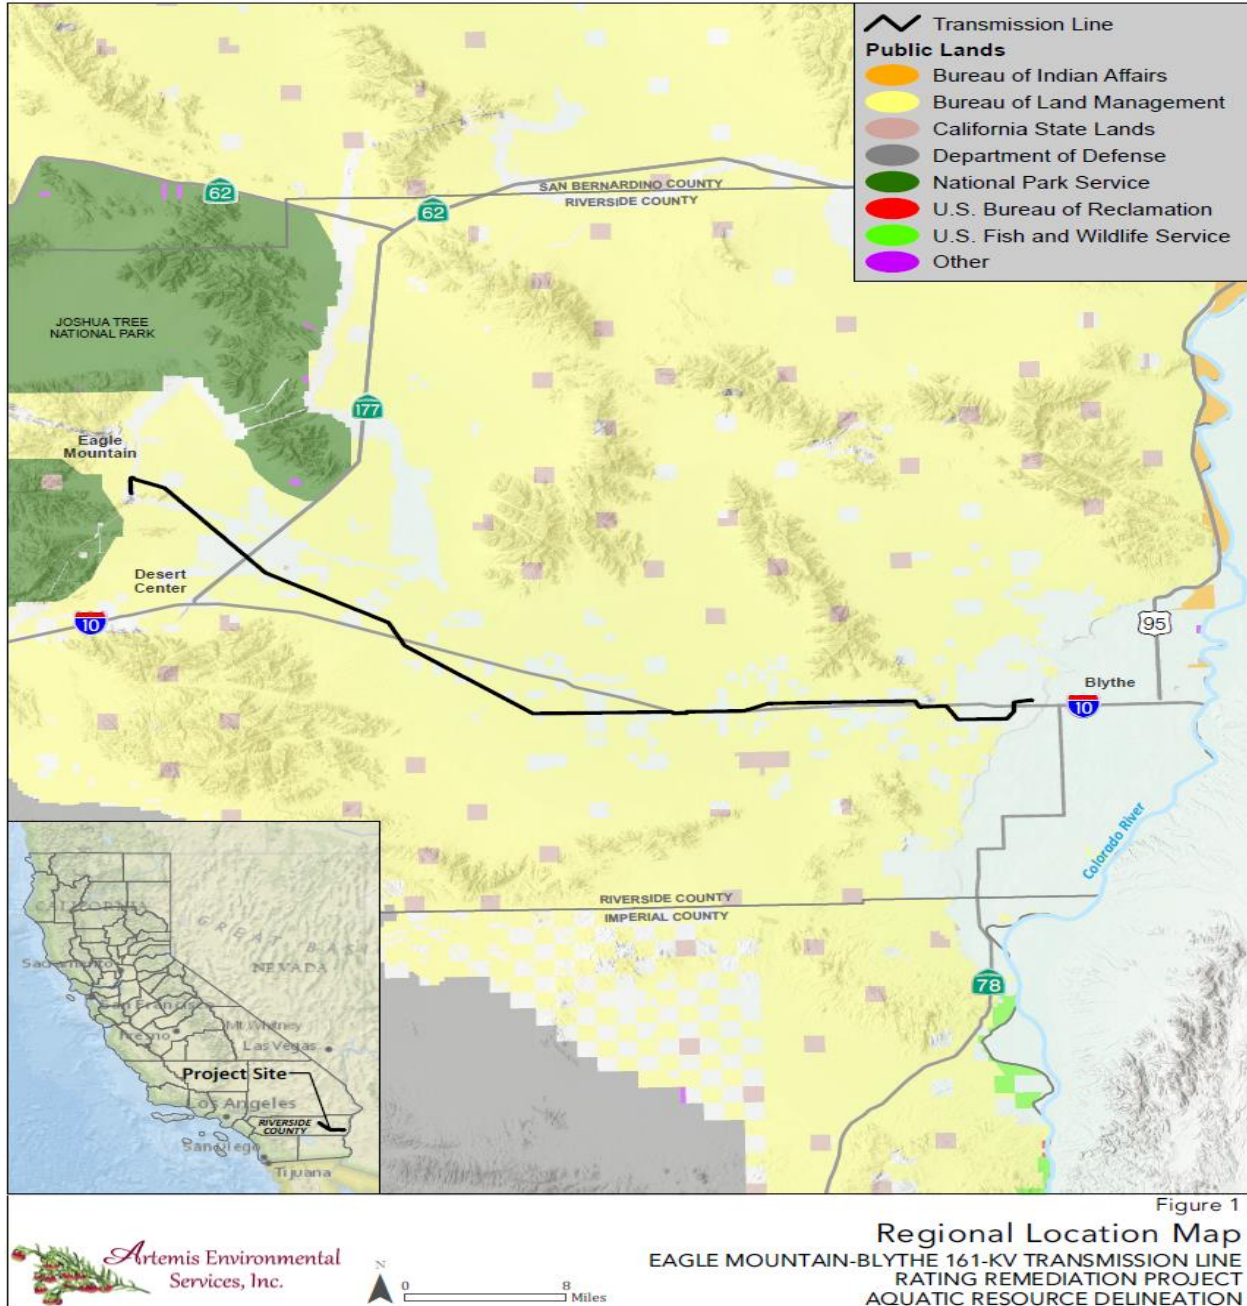 Transmission Line
Public Lands
Bureau of Indian Affairs
Bureau of Land Management
California State Lands
Department of Defense
National Park Service
U.S. Bureau of Reclamation
U.S. Fish and Wildlife Service
Other
62
SAN BERNARDINO COUNTY
RIVERSIDE COUNTY
62
JOSHUA TREE
NATIONAL PARK
177
Eagle
Mountain
Desert
Center
10
95
Blythe
10
Colorado River
RIVERSIDE COUNTY
IMPERIAL COUNTY
78
CALIFORNIA
GREAT BASI
NEVADA
Sacramento
San Francisco
Mt Whitney
Fresno
Las Vegas
Project Site
Los Angeles
RIVERSIDE
COUNTY
San Diego
Tijuana
Figure 1
Regional Location Map
EAGLE MOUNTAIN-BLYTHE 161-KV TRANSMISSION LINE
RATING REMEDIATION PROJECT
AQUATIC RESOURCE DELINEATION
Artemis Environmental
Services, Inc.
N
0 8
Miles